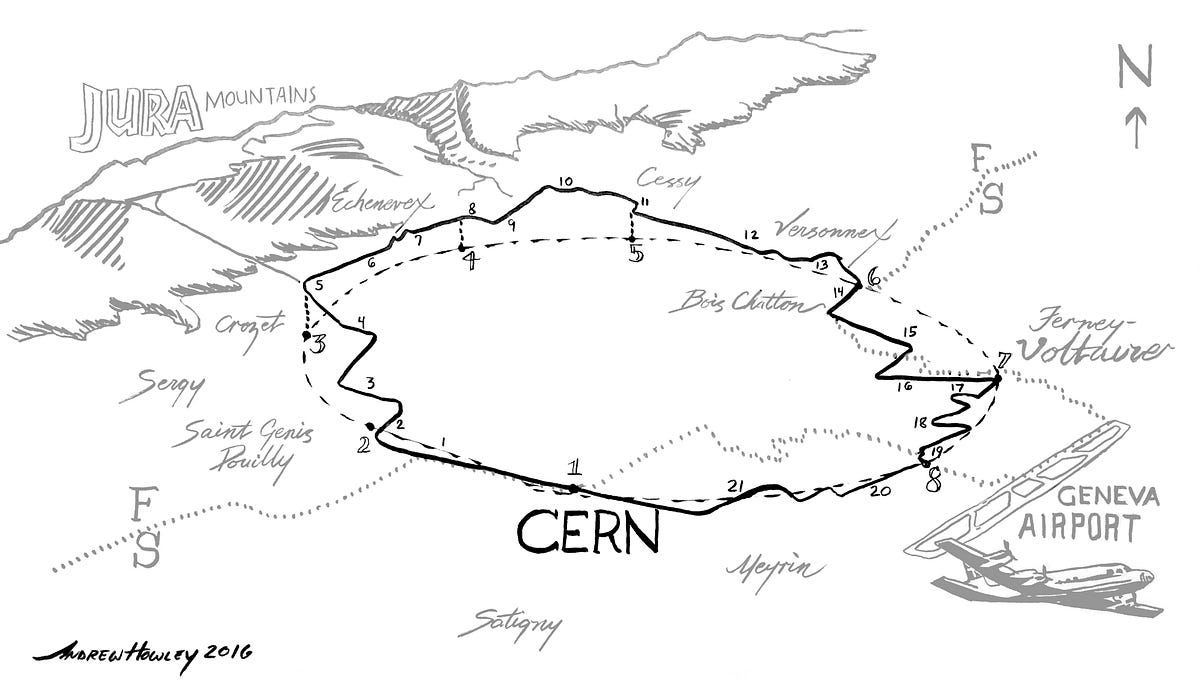 N
JURA MOUNTAINS
F
S
Echenevex
Cessy
Versonnex
Bois Chatton
Crozet
Ferney-
Voltaire
Sergy
Saint Genis
Pouilly
F
S
CERN
GENEVA
AIRPORT
Meyrin
Satigny
1
2
3
4
5
6
7
8
1
2
3
4
5
6
7
8
9
10
11
12
13
14
15
16
17
18
19
20
21
ANDREW HOWLEY 2016